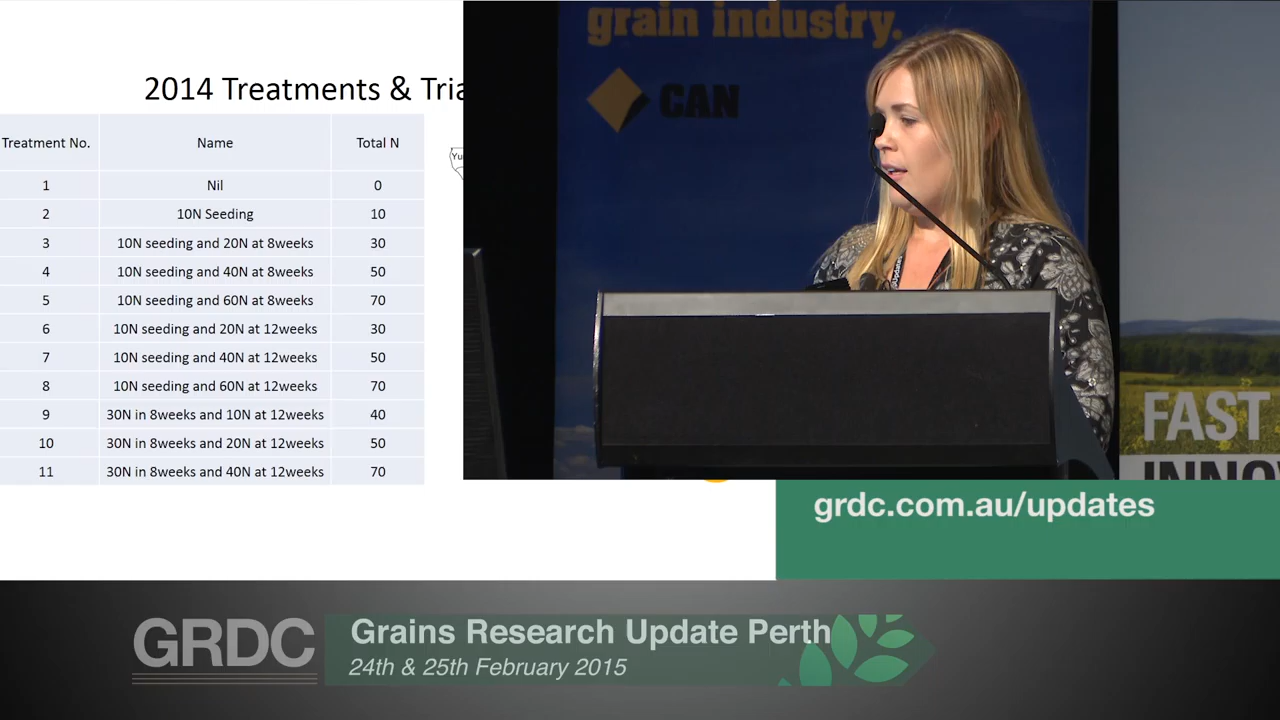 2014 Treatments & Tria
Treatment No. Name Total N
1 Nil 0
2 10N Seeding 10
3 10N seeding and 20N at 8weeks 30
4 10N seeding and 40N at 8weeks 50
5 10N seeding and 60N at 8weeks 70
6 10N seeding and 20N at 12weeks 30
7 10N seeding and 40N at 12weeks 50
8 10N seeding and 60N at 12weeks 70
9 30N in 8weeks and 10N at 12weeks 40
10 30N in 8weeks and 20N at 12weeks 50
11 30N in 8weeks and 40N at 12weeks 70
Yu
grain industry.
CAN
Updates
FAST
INNO
grdc.com.au/updates
GRDC
Grains Research Update Perth
24th & 25th February 2015